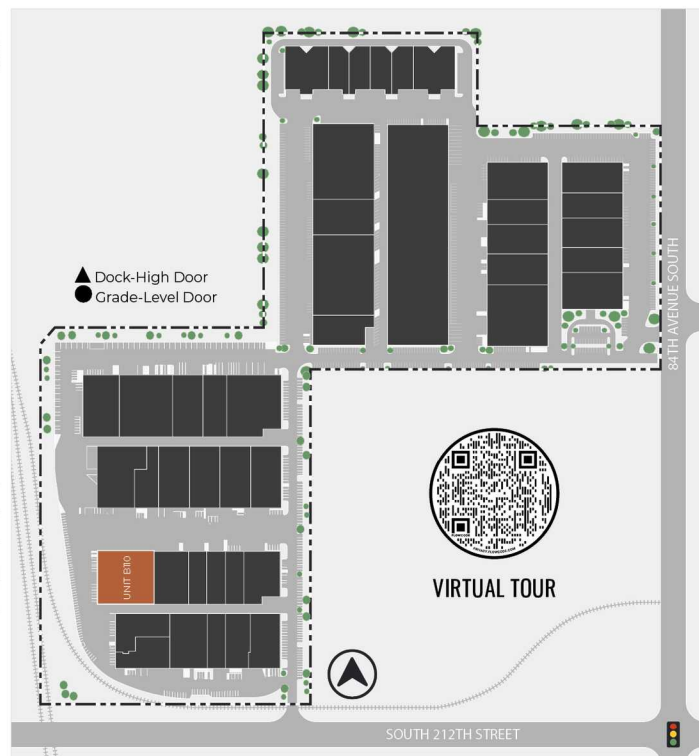 Dock-High Door
Grade-Level Door
84TH AVENUE SOUTH
UNIT B110
VIRTUAL TOUR
SOUTH 212TH STREET